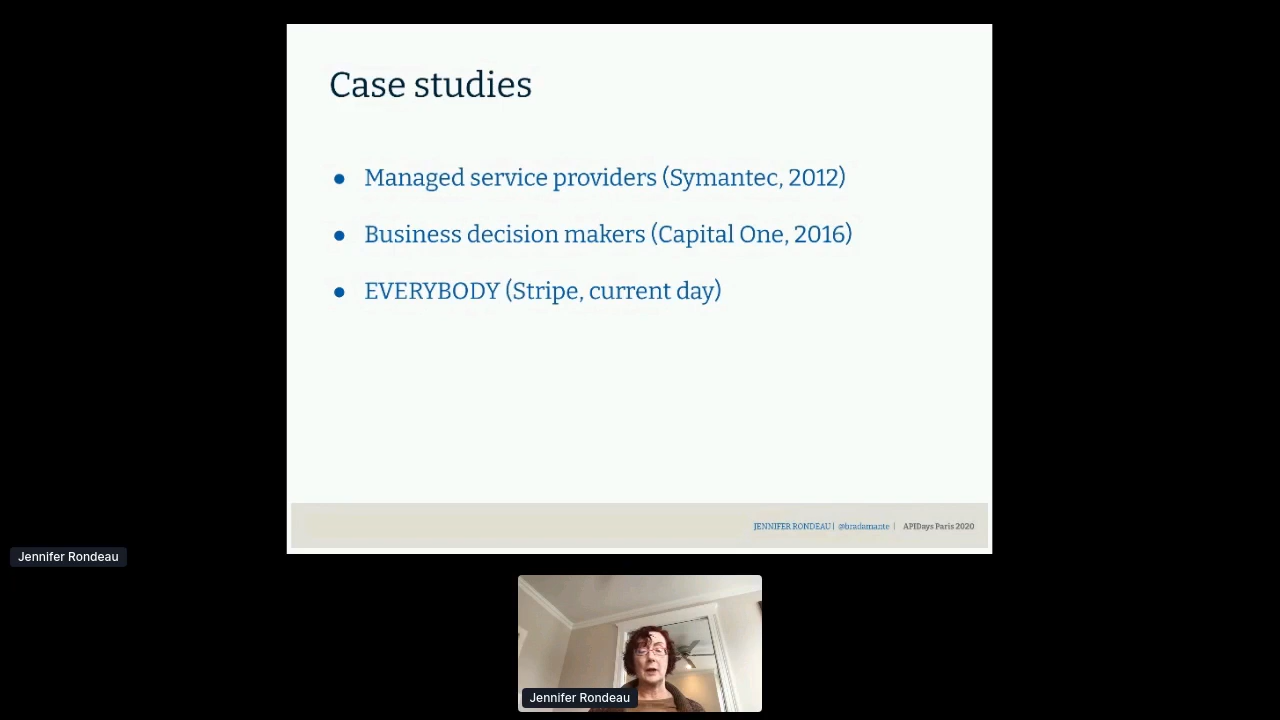 Case studies
● Managed service providers (Symantec, 2012)
● Business decision makers (Capital One, 2016)
● EVERYBODY (Stripe, current day)
JENNIFER RONDEAU | @bradamante | APIDays Paris 2020
Jennifer Rondeau
Jennifer Rondeau